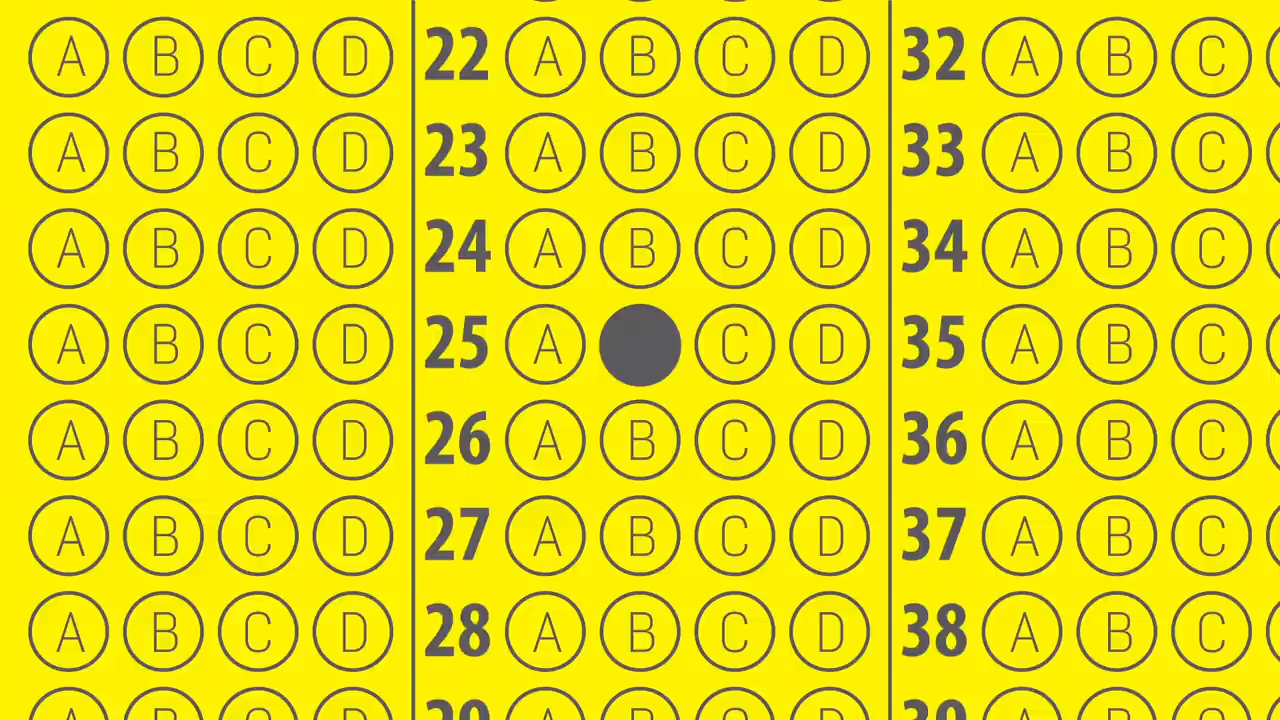 A B C D 22 A B C D 32 A B C
A B C D 23 A B C D 33 A B C
A B C D 24 A B C D 34 A B C
A B C D 25 A C D 35 A B C
A B C D 26 A B C D 36 A B C
A B C D 27 A B C D 37 A B C
A B C D 28 A B C D 38 A B C